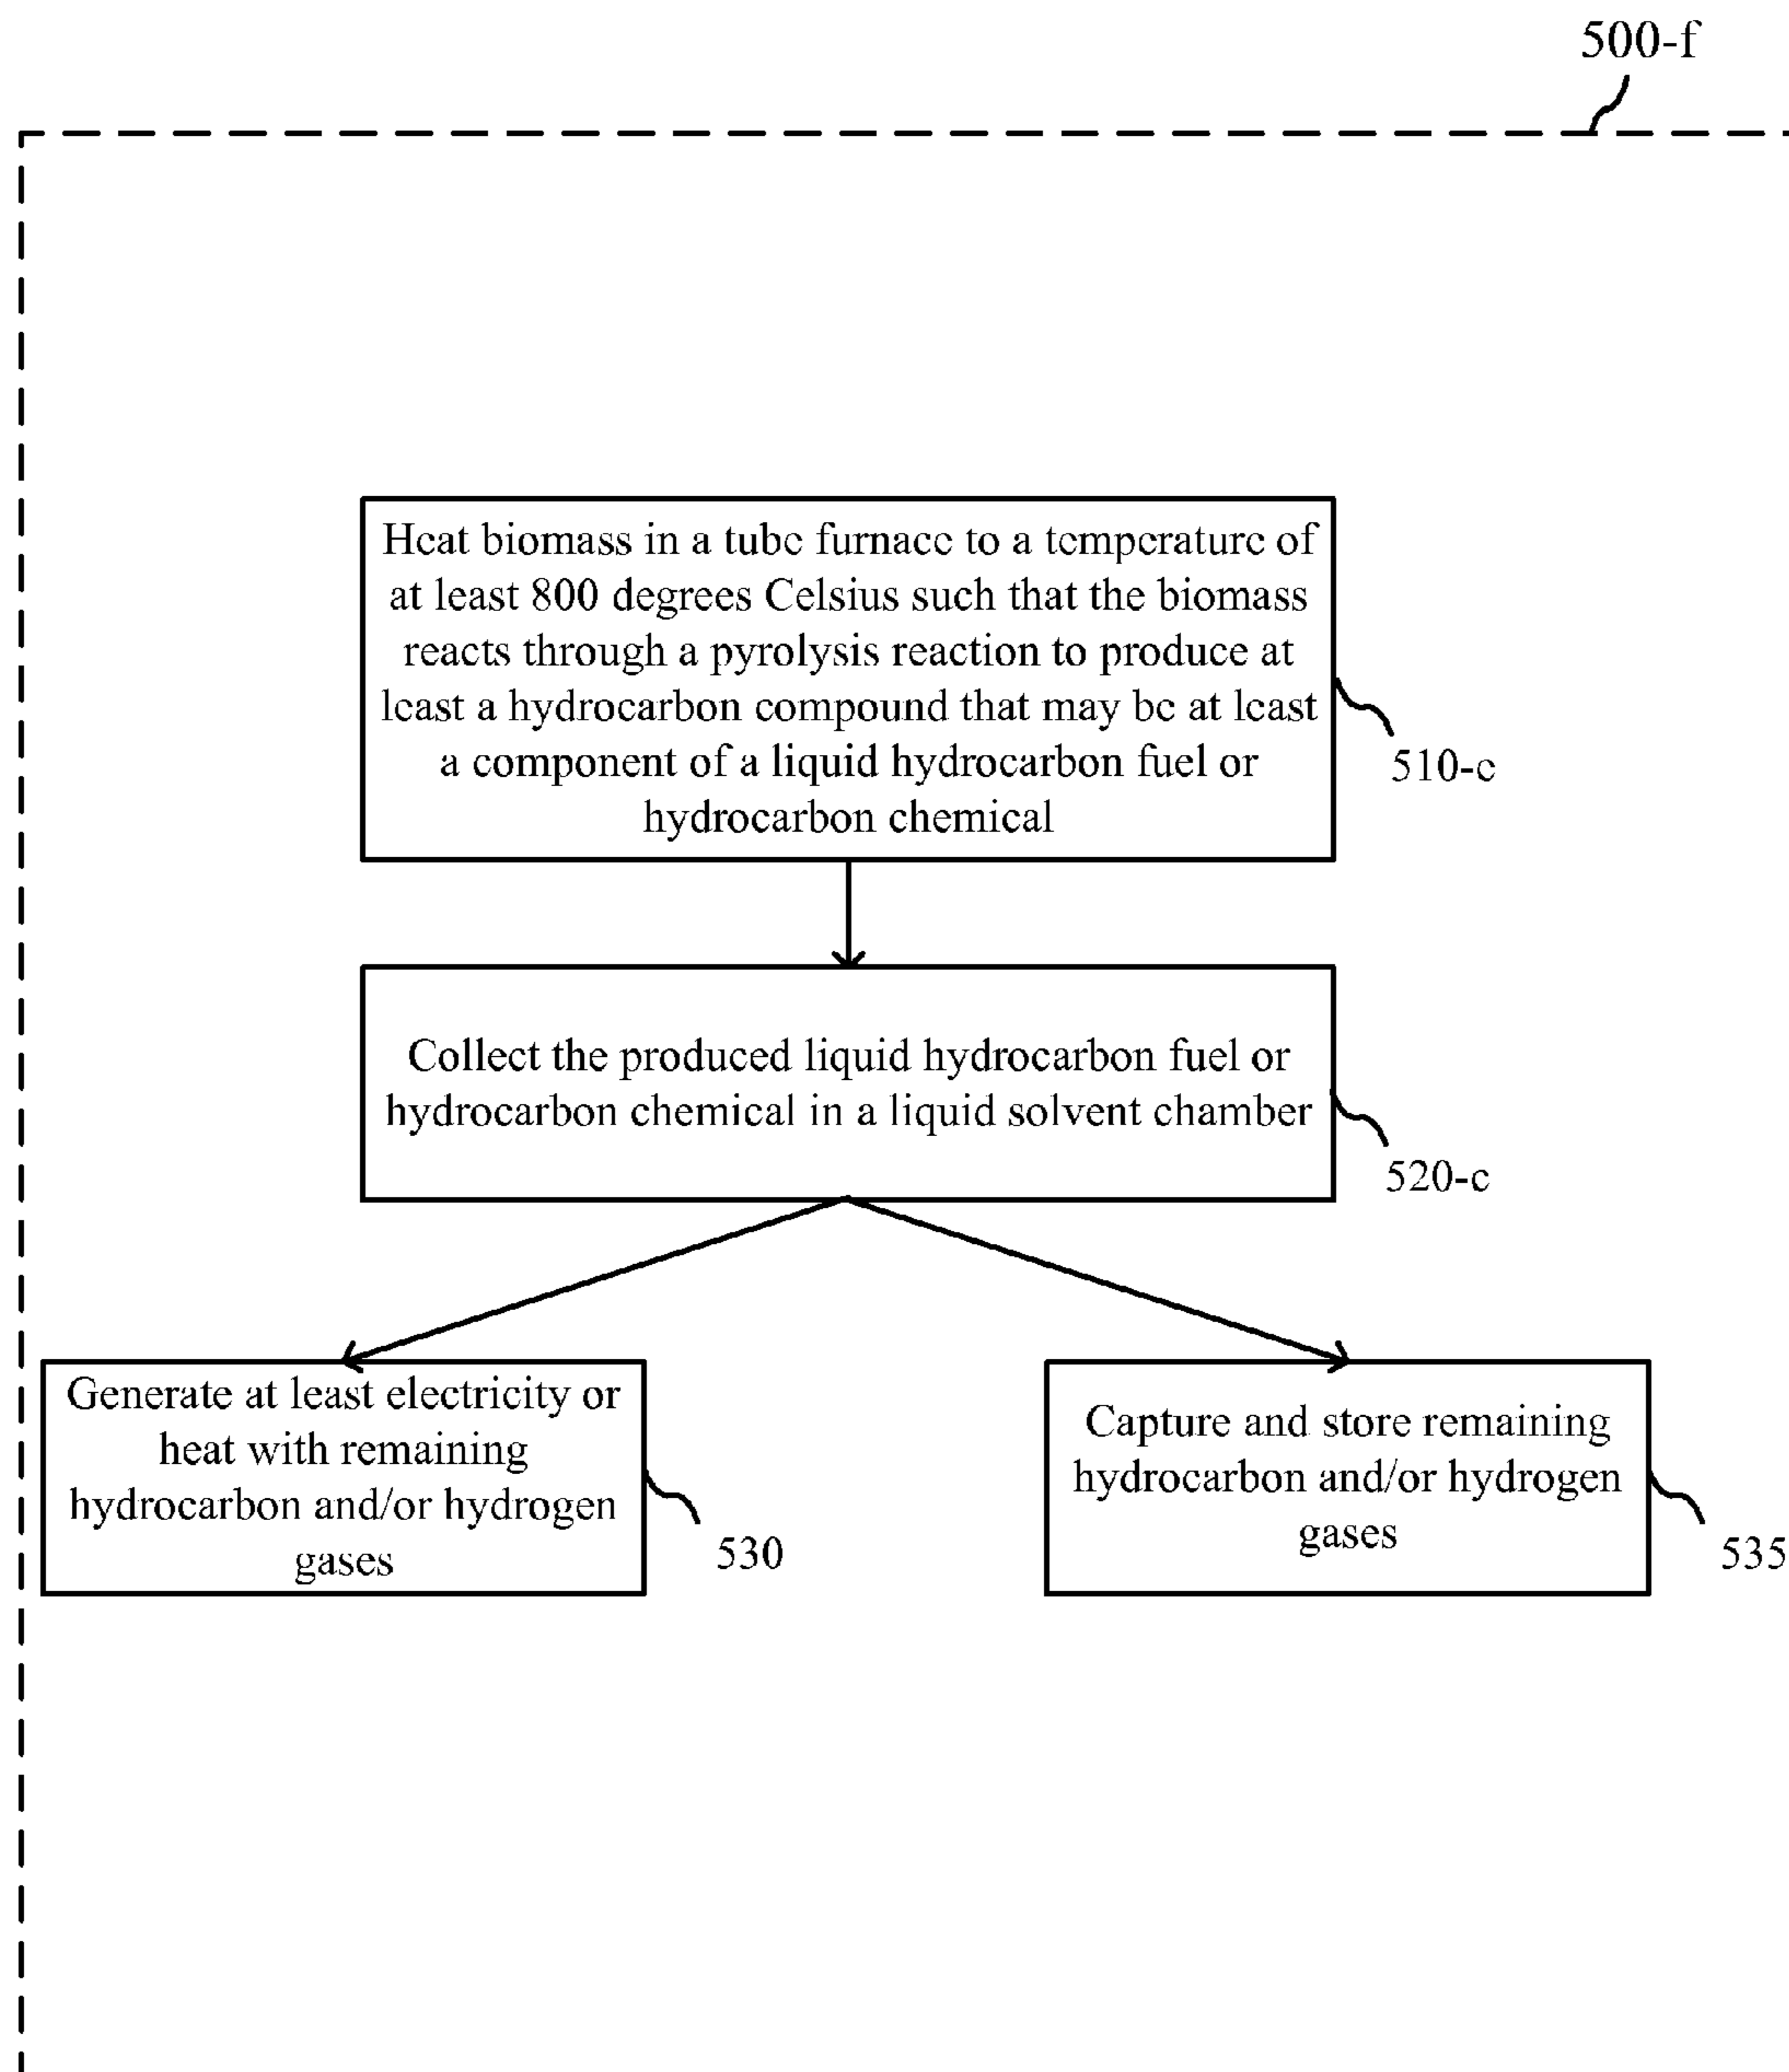 500-f
Heat biomass in a tube furnace to a temperature of
at least 800 degrees Celsius such that the biomass
reacts through a pyrolysis reaction to produce at
least a hydrocarbon compound that may be at least
a component of a liquid hydrocarbon fuel or
hydrocarbon chemical
510-c
Collect the produced liquid hydrocarbon fuel or
hydrocarbon chemical in a liquid solvent chamber
520-c
Generate at least electricity or
heat with remaining
hydrocarbon and/or hydrogen
gases
530
Capture and store remaining
hydrocarbon and/or hydrogen
gases
535